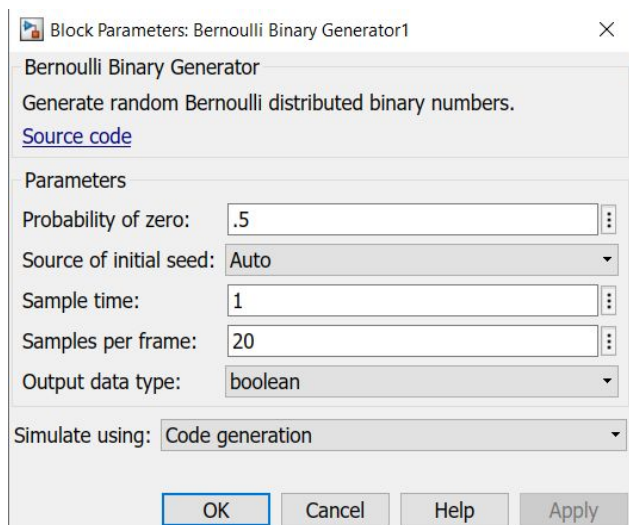 Block Parameters: Bernoulli Binary Generator1
Bernoulli Binary Generator
Generate random Bernoulli distributed binary numbers.
Source code
Parameters
Probability of zero: .5
Source of initial seed: Auto
Sample time: 1
Samples per frame: 20
Output data type: boolean
Simulate using: Code generation
OK Cancel Help Apply